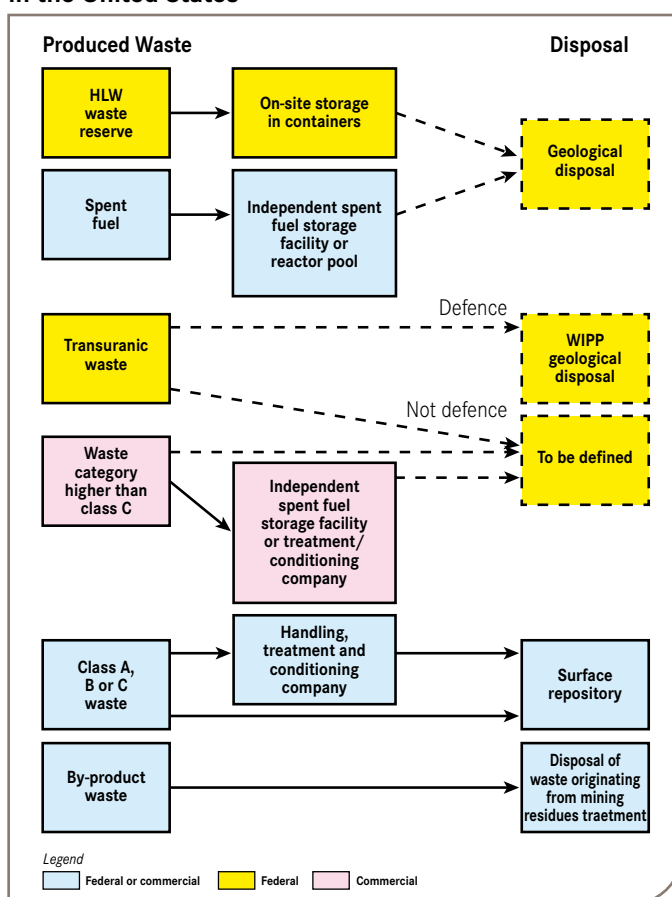 in the United States
Produced Waste
Disposal
HLW
waste
reserve
On-site storage
in containers
Geological
disposal
Spent
fuel
Independent spent
fuel storage
facility or
reactor pool
Defence
Transuranic
waste
WIPP
geological
disposal
Not defence
Waste
category
higher than
class C
Independent
spent fuel
storage facility
or treatment/
conditioning
company
To be defined
Class A,
B or C
waste
Handling,
treatment and
conditioning
company
Surface
repository
By-product
waste
Disposal of
waste originating
from mining
residues traetment
Legend
Federal or commercial
Federal
Commercial